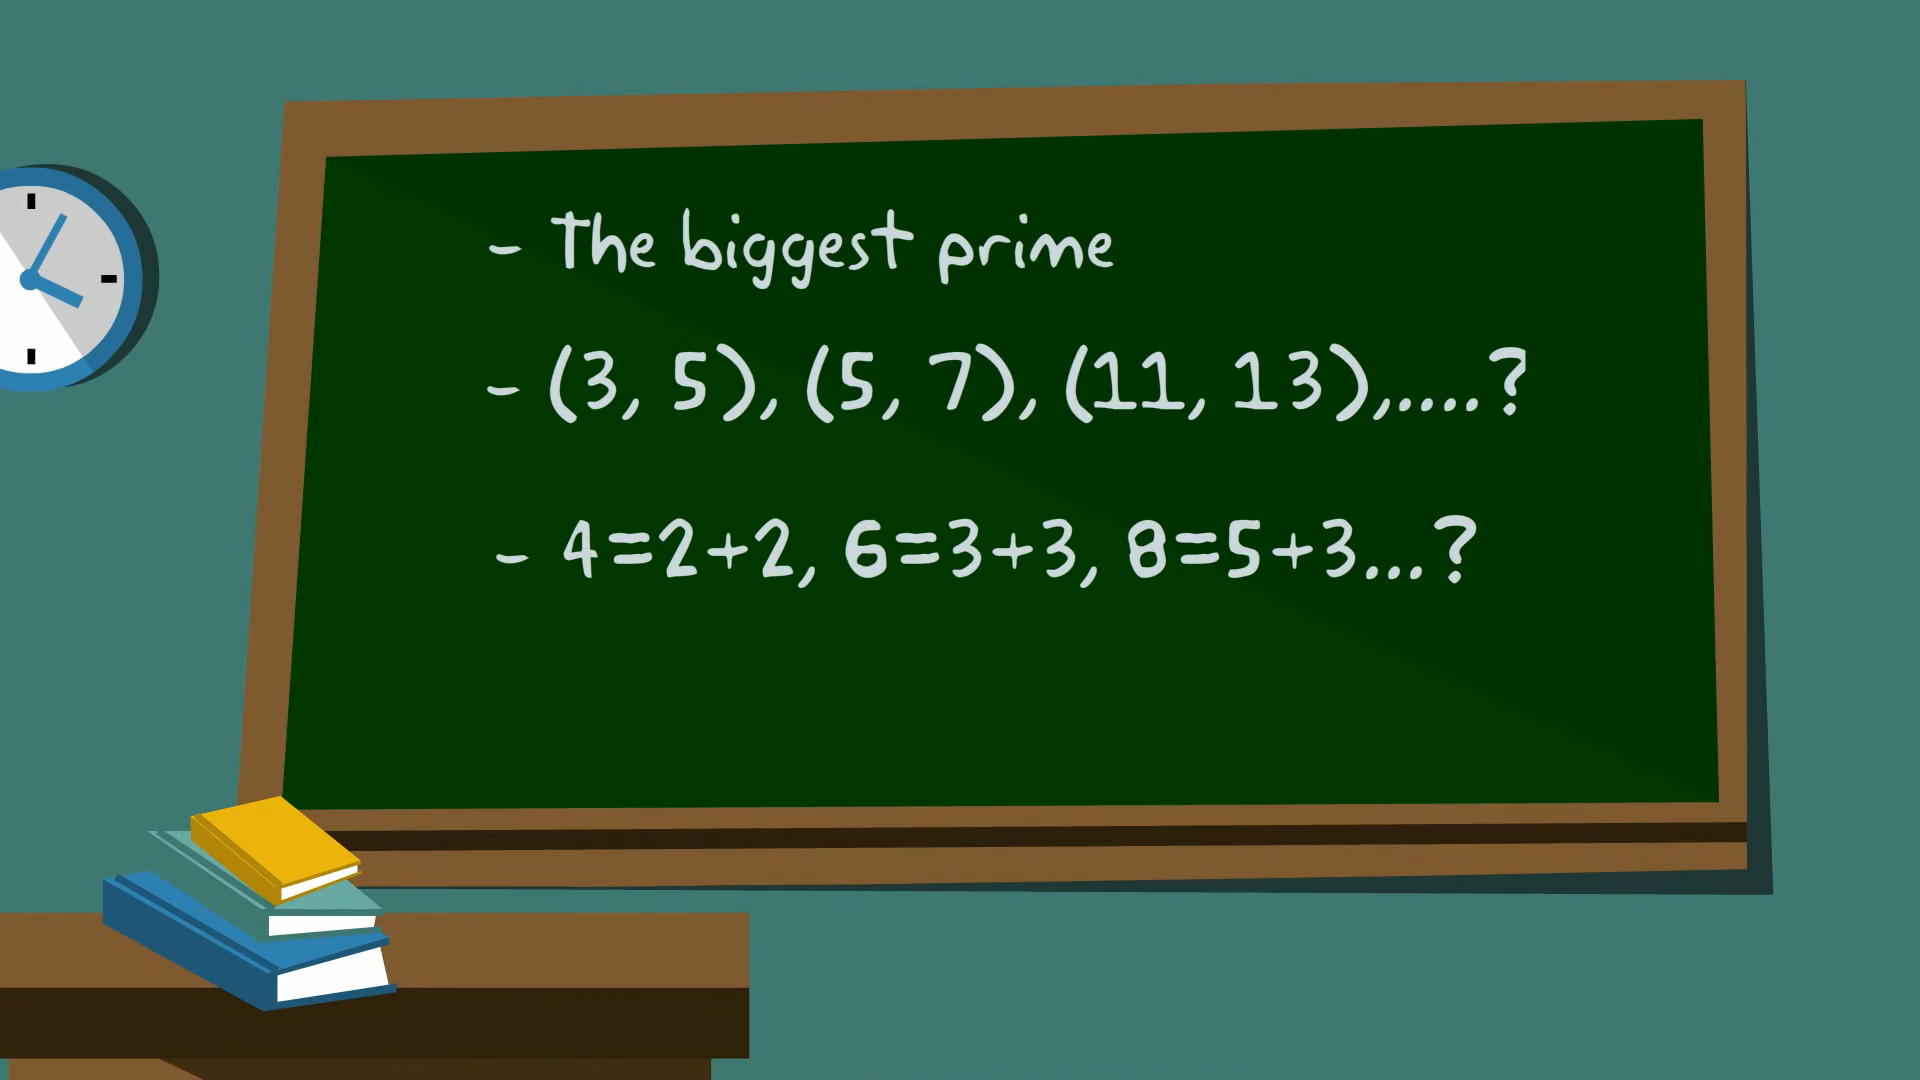 - The biggest prime
- (3, 5), (5, 7), (11, 13),....?
- 4=2+2, 6=3+3, 8=5+3...?